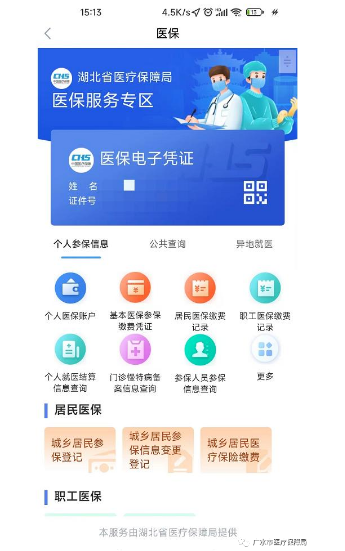 15:13
4.5K/s
医保
CHS
湖北省医疗保障局
医保服务专区
CHS
医保电子凭证
姓 名
证件号
个人参保信息
公共查询
异地就医
个人医保账户
基本医保参保
缴费凭证
居民医保缴费
记录
职工医保缴费
记录
个人就医结算
信息查询
门诊慢特病备
案信息查询
参保人员参保
信息查询
更多
居民医保
城乡居民参
保登记
城乡居民参
保信息变更
登记
城乡居民医
疗保险缴费
职工医保
本服务由湖北省医疗保障局提供
广水市医疗保障局